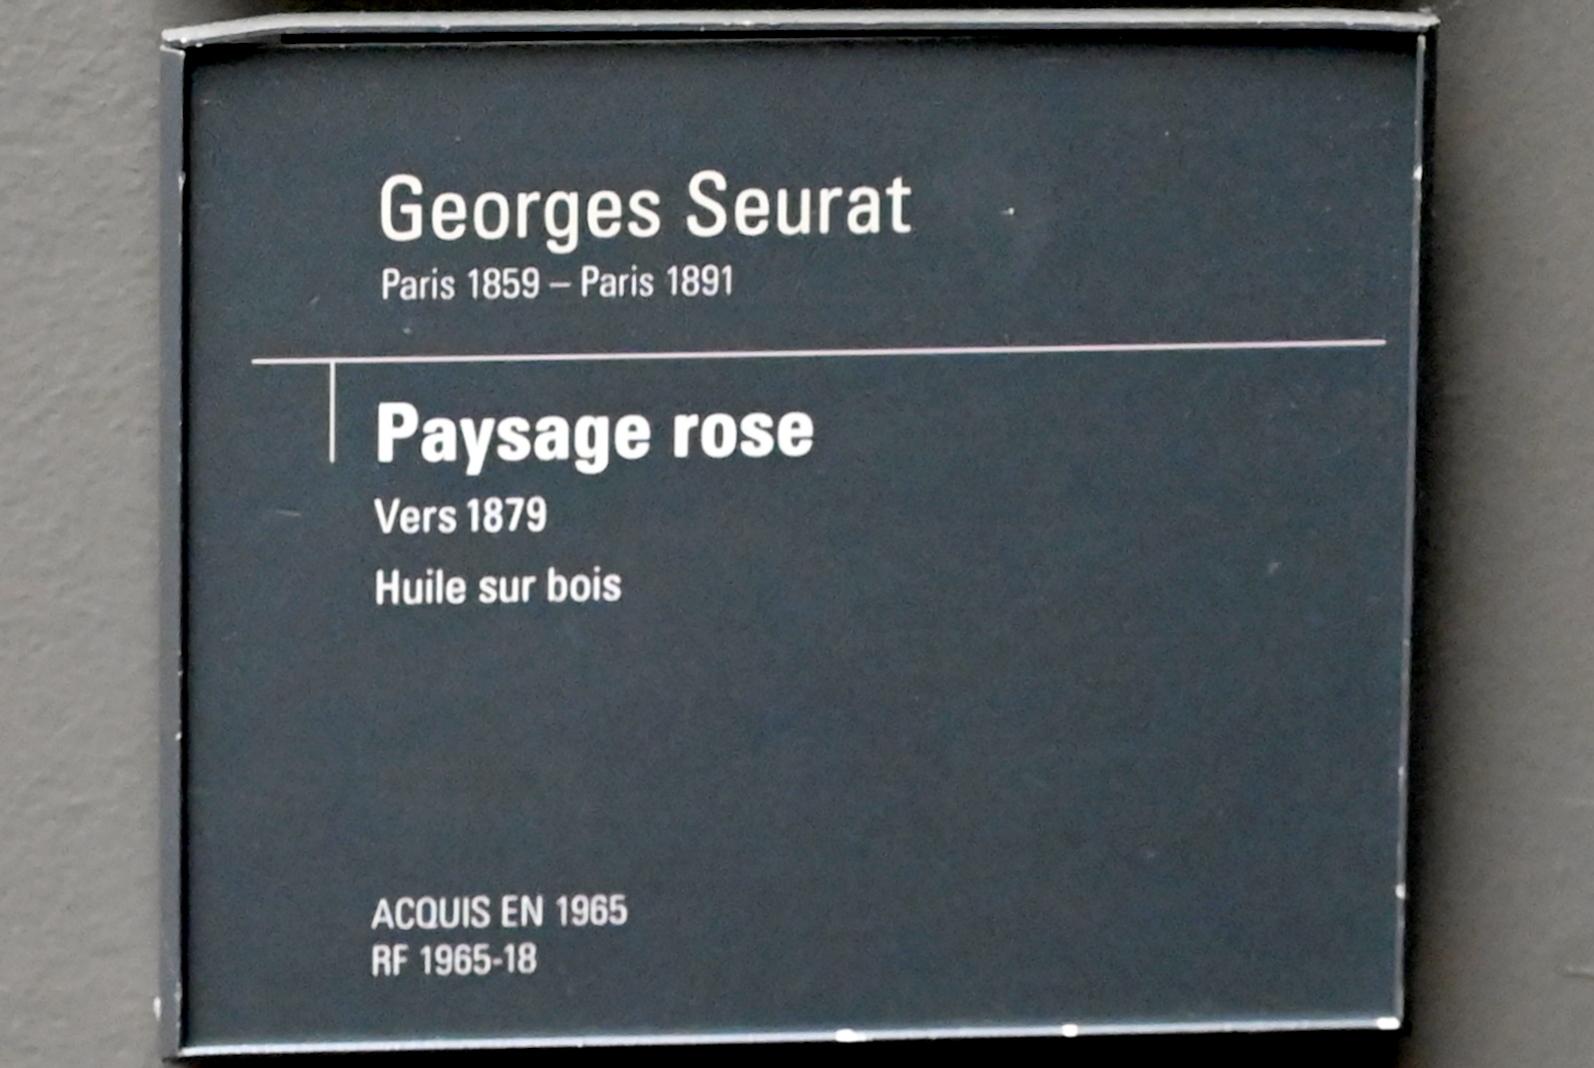 Georges Seurat
Paris 1859 – Paris 1891
Paysage rose
Vers 1879
Huile sur bois
ACQUIS EN 1965
RF 1965-18